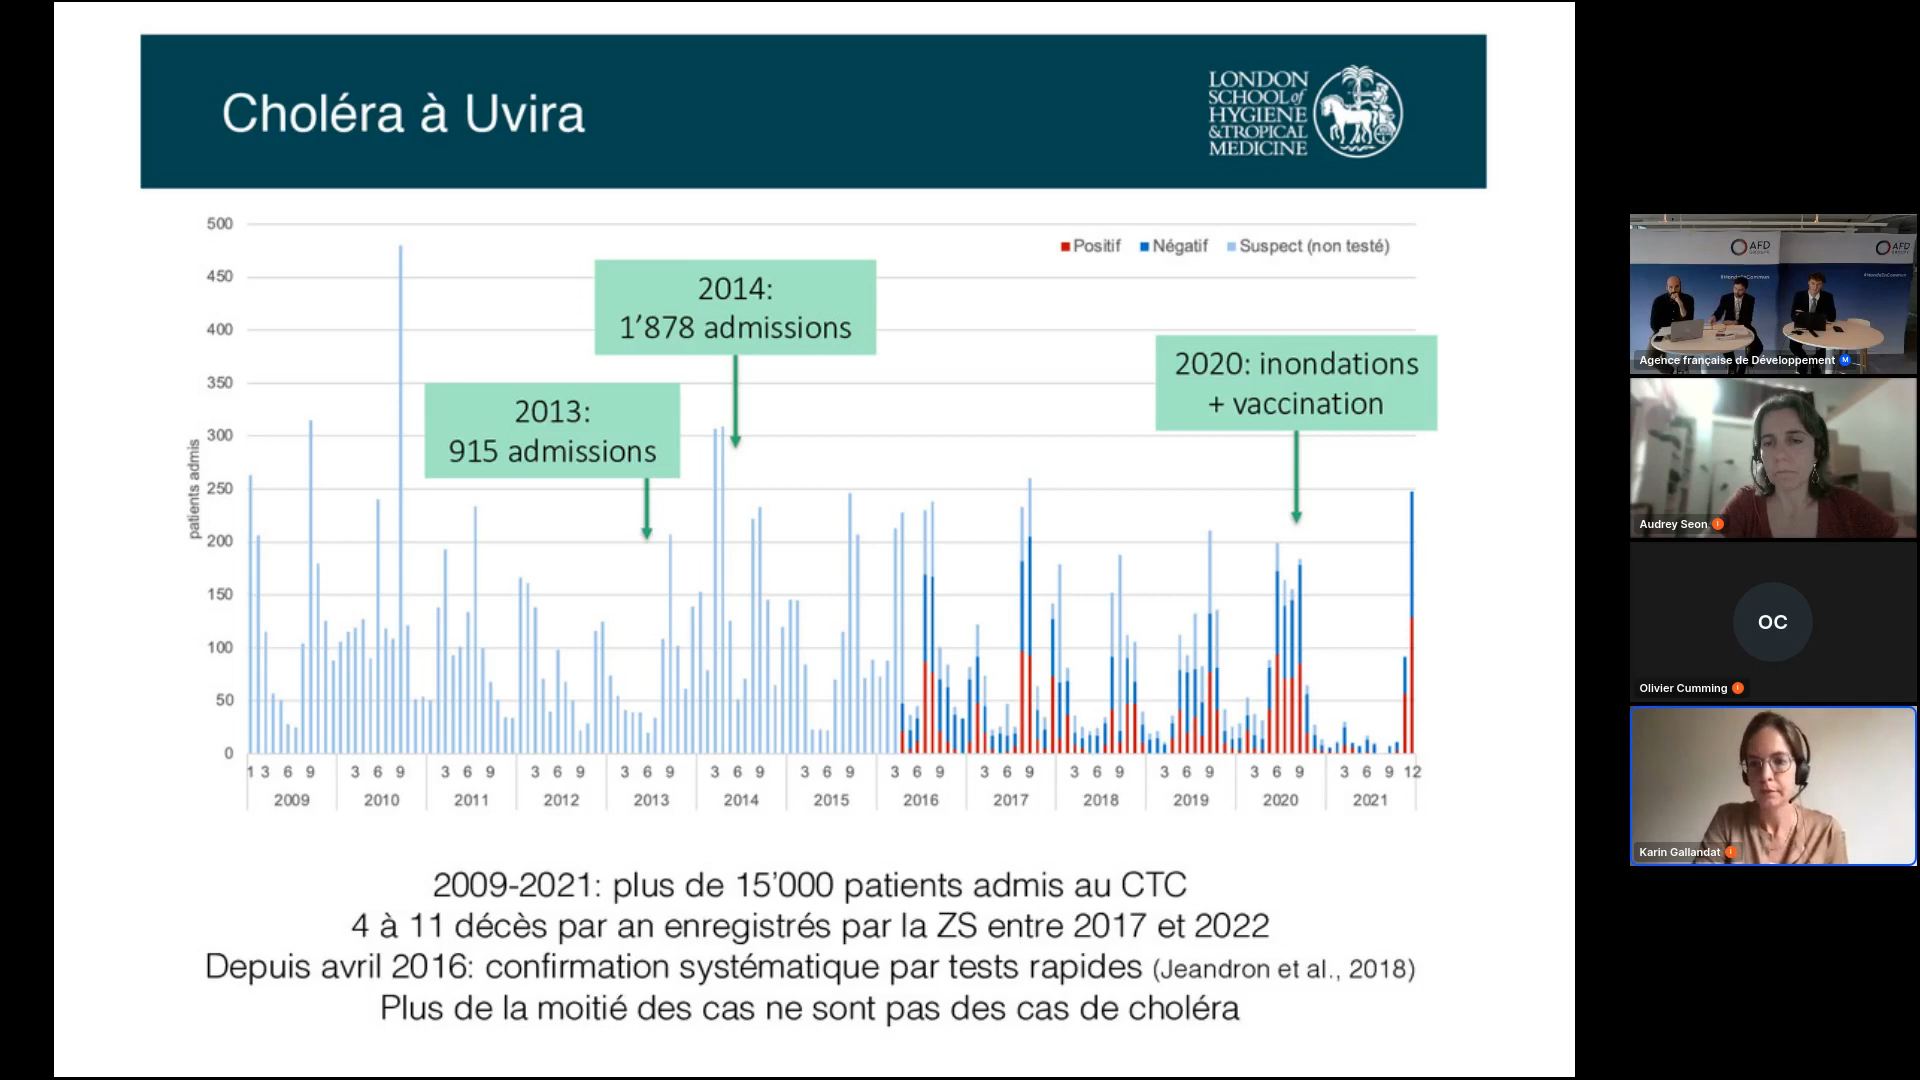 Choléra à Uvira
LONDON
SCHOOL of
HYGIENE
& TROPICAL
MEDICINE
500
450
400
350
300
250
200
150
100
50
0
patients admis
Positif Négatif Suspect (non testé)
2013:
915 admissions
2014:
1’878 admissions
2020: inondations
+ vaccination
1 3 6 9 3 6 9 3 6 9 3 6 9 3 6 9 3 6 9 3 6 9 3 6 9 3 6 9 3 6 9 3 6 9 3 6 9 3 6 9 12
2009 2010 2011 2012 2013 2014 2015 2016 2017 2018 2019 2020 2021
2009-2021: plus de 15’000 patients admis au CTC
4 à 11 décès par an enregistrés par la ZS entre 2017 et 2022
Depuis avril 2016: confirmation systématique par tests rapides (Jeandron et al., 2018)
Plus de la moitié des cas ne sont pas des cas de choléra
AFD
AFD
#MondeEnCommun
#MondeEnCommun
Agence française de Développement M
Audrey Seon
OC
Olivier Cumming
Karin Gallandat